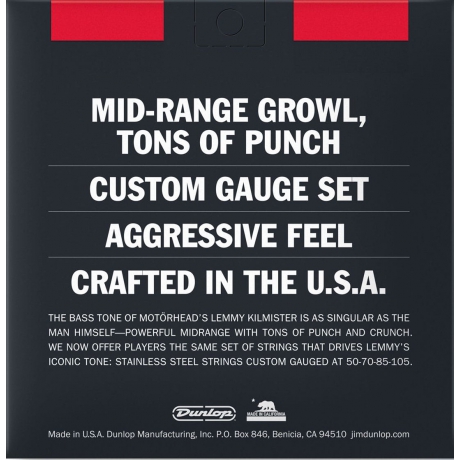 MID-RANGE GROWL,
TONS OF PUNCH
CUSTOM GAUGE SET
AGGRESSIVE FEEL
CRAFTED IN THE U.S.A.
THE BASS TONE OF MOTÖRHEAD'S LEMMY KILMISTER IS AS SINGULAR AS THE
MAN HIMSELF—POWERFUL MIDRANGE WITH TONS OF PUNCH AND CRUNCH.
WE NOW OFFER PLAYERS THE SAME SET OF STRINGS THAT DRIVES LEMMY'S
ICONIC TONE: STAINLESS STEEL STRINGS CUSTOM GAUGED AT 50-70-85-105.
Dunlop
MADE IN CALIFORNIA
Made in U.S.A. Dunlop Manufacturing, Inc. P.O. Box 846, Benicia, CA 94510 jimdunlop.com